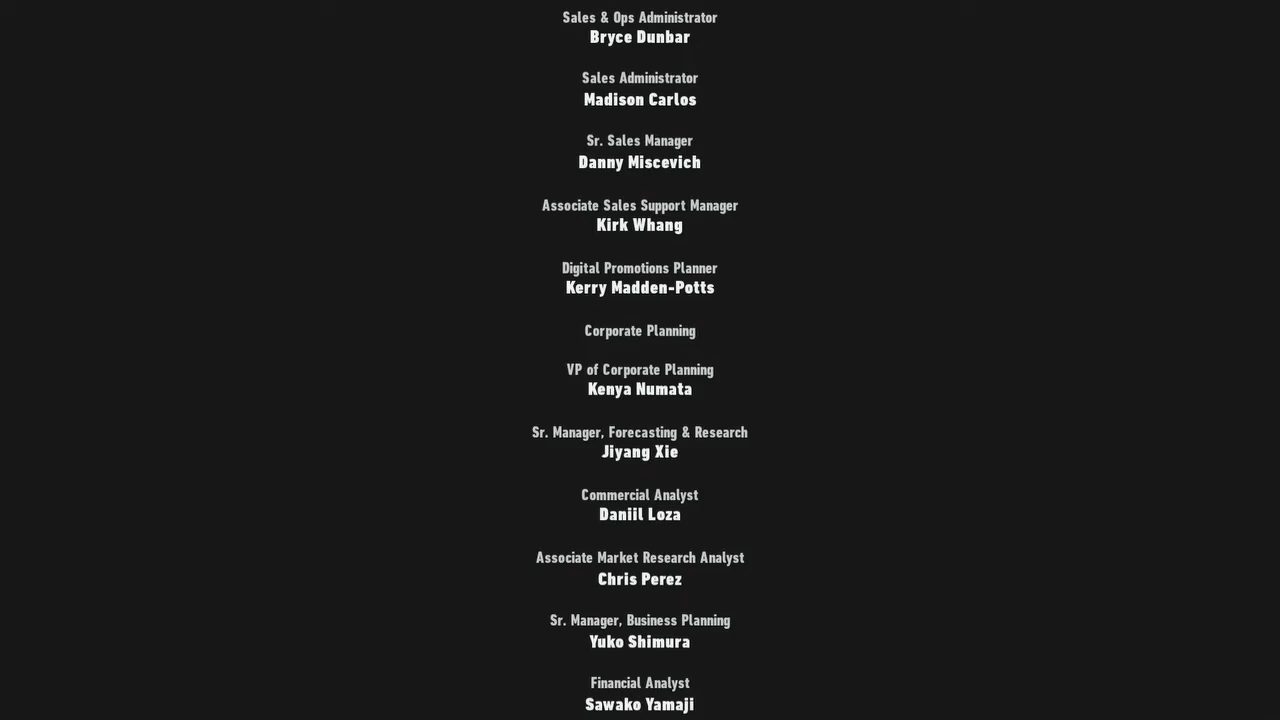 Sales & Ops Administrator
Bryce Dunbar
Sales Administrator
Madison Carlos
Sr. Sales Manager
Danny Miscevich
Associate Sales Support Manager
Kirk Whang
Digital Promotions Planner
Kerry Madden-Potts
Corporate Planning
VP of Corporate Planning
Kenya Numata
Sr. Manager, Forecasting & Research
Jiyang Xie
Commercial Analyst
Daniil Loza
Associate Market Research Analyst
Chris Perez
Sr. Manager, Business Planning
Yuko Shimura
Financial Analyst
Sawako Yamaji